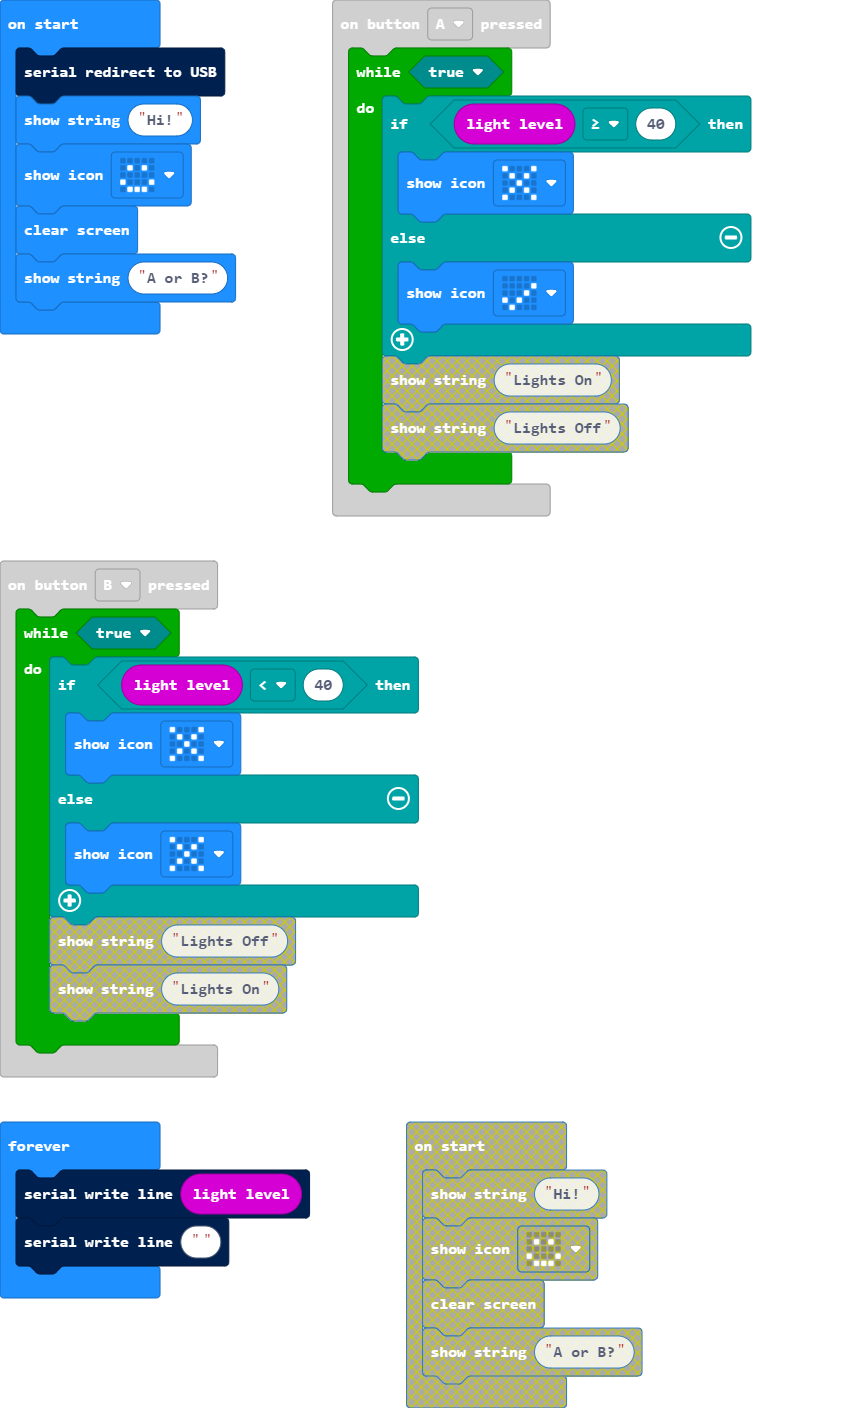 on start
serial redirect to USB
show string "Hi!"
show icon
clear screen
show string "A or B?"
on button A pressed
while true
do
if light level ≥ 40 then
show icon
else
show icon
show string "Lights On"
show string "Lights Off"
on button B pressed
while true
do
if light level < 40 then
show icon
else
show icon
show string "Lights Off"
show string "Lights On"
forever
serial write line light level
serial write line " "
on start
show string "Hi!"
show icon
clear screen
show string "A or B?"